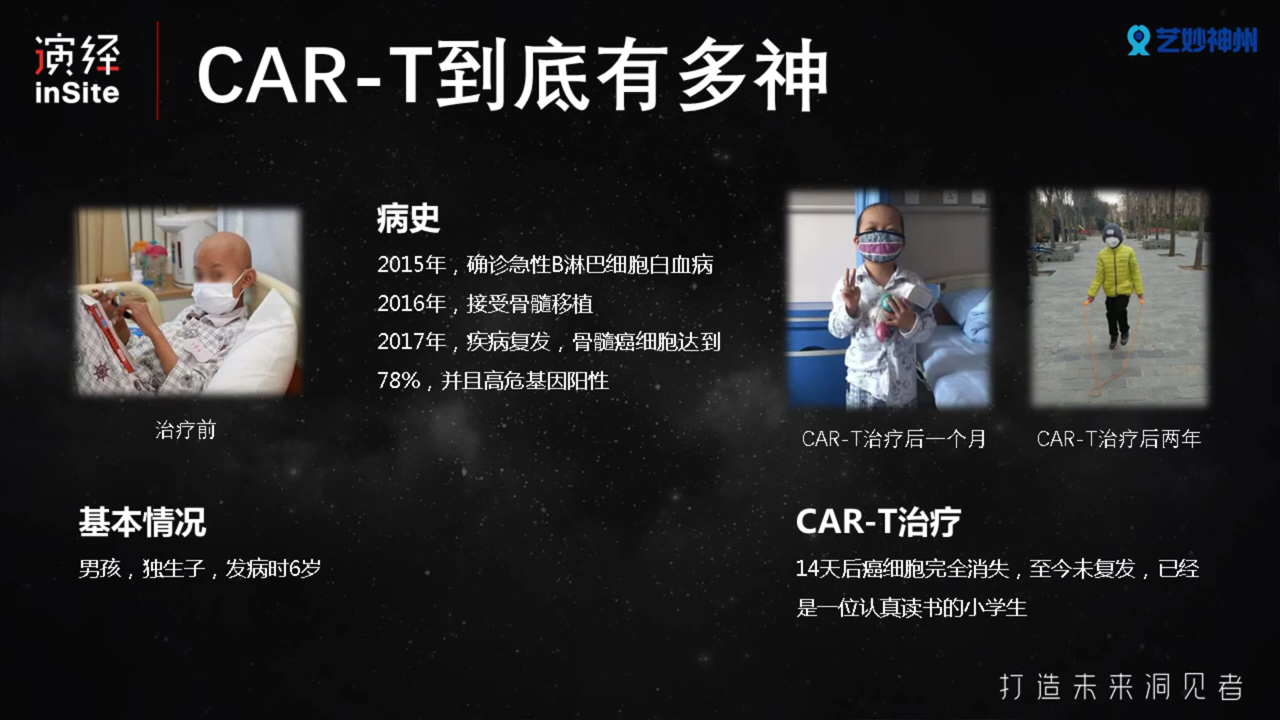 演经
inSite
CAR-T到底有多神
艺妙神州
病史
2015年，确诊急性B淋巴细胞白血病
2016年，接受骨髓移植
2017年，疾病复发，骨髓癌细胞达到
78%，并且高危基因阳性
治疗前
CAR-T治疗后一个月
CAR-T治疗后两年
基本情况
男孩，独生子，发病时6岁
CAR-T治疗
14天后癌细胞完全消失，至今未复发，已经
是一位认真读书的小学生
打造未来洞见者